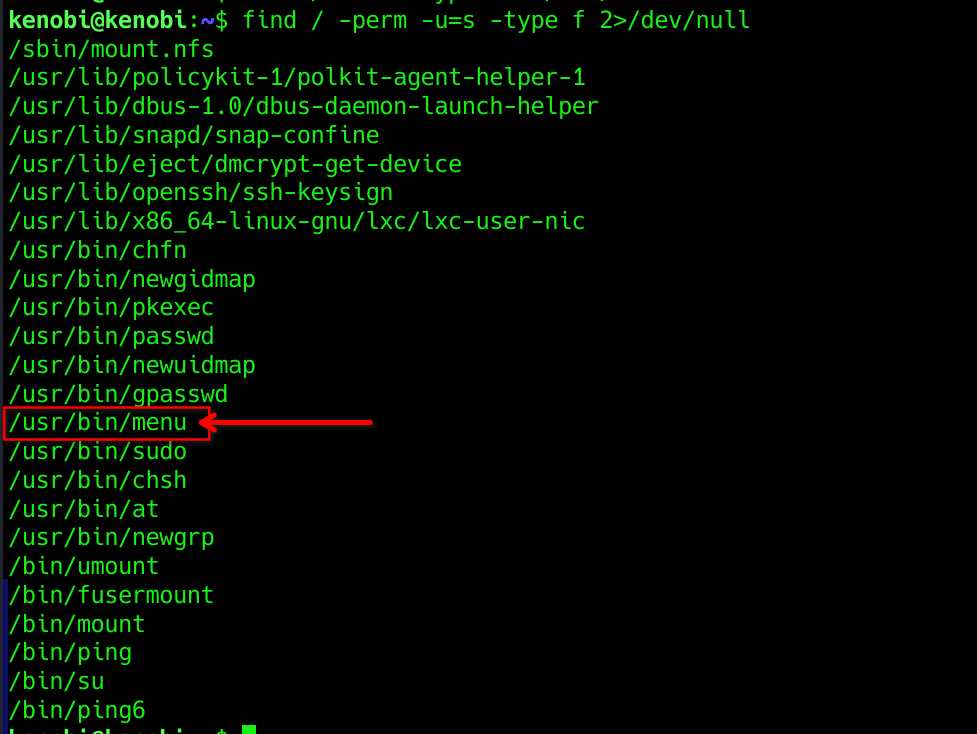 kenobi@kenobi:~$ find / -perm -u=s -type f 2>/dev/null
/sbin/mount.nfs
/usr/lib/policykit-1/polkit-agent-helper-1
/usr/lib/dbus-1.0/dbus-daemon-launch-helper
/usr/lib/snapd/snap-confine
/usr/lib/eject/dmcrypt-get-device
/usr/lib/openssh/ssh-keysign
/usr/lib/x86_64-linux-gnu/lxc/lxc-user-nic
/usr/bin/chfn
/usr/bin/newgidmap
/usr/bin/pkexec
/usr/bin/passwd
/usr/bin/newuidmap
/usr/bin/gpasswd
/usr/bin/menu
/usr/bin/sudo
/usr/bin/chsh
/usr/bin/at
/usr/bin/newgrp
/bin/umount
/bin/fusermount
/bin/mount
/bin/ping
/bin/su
/bin/ping6